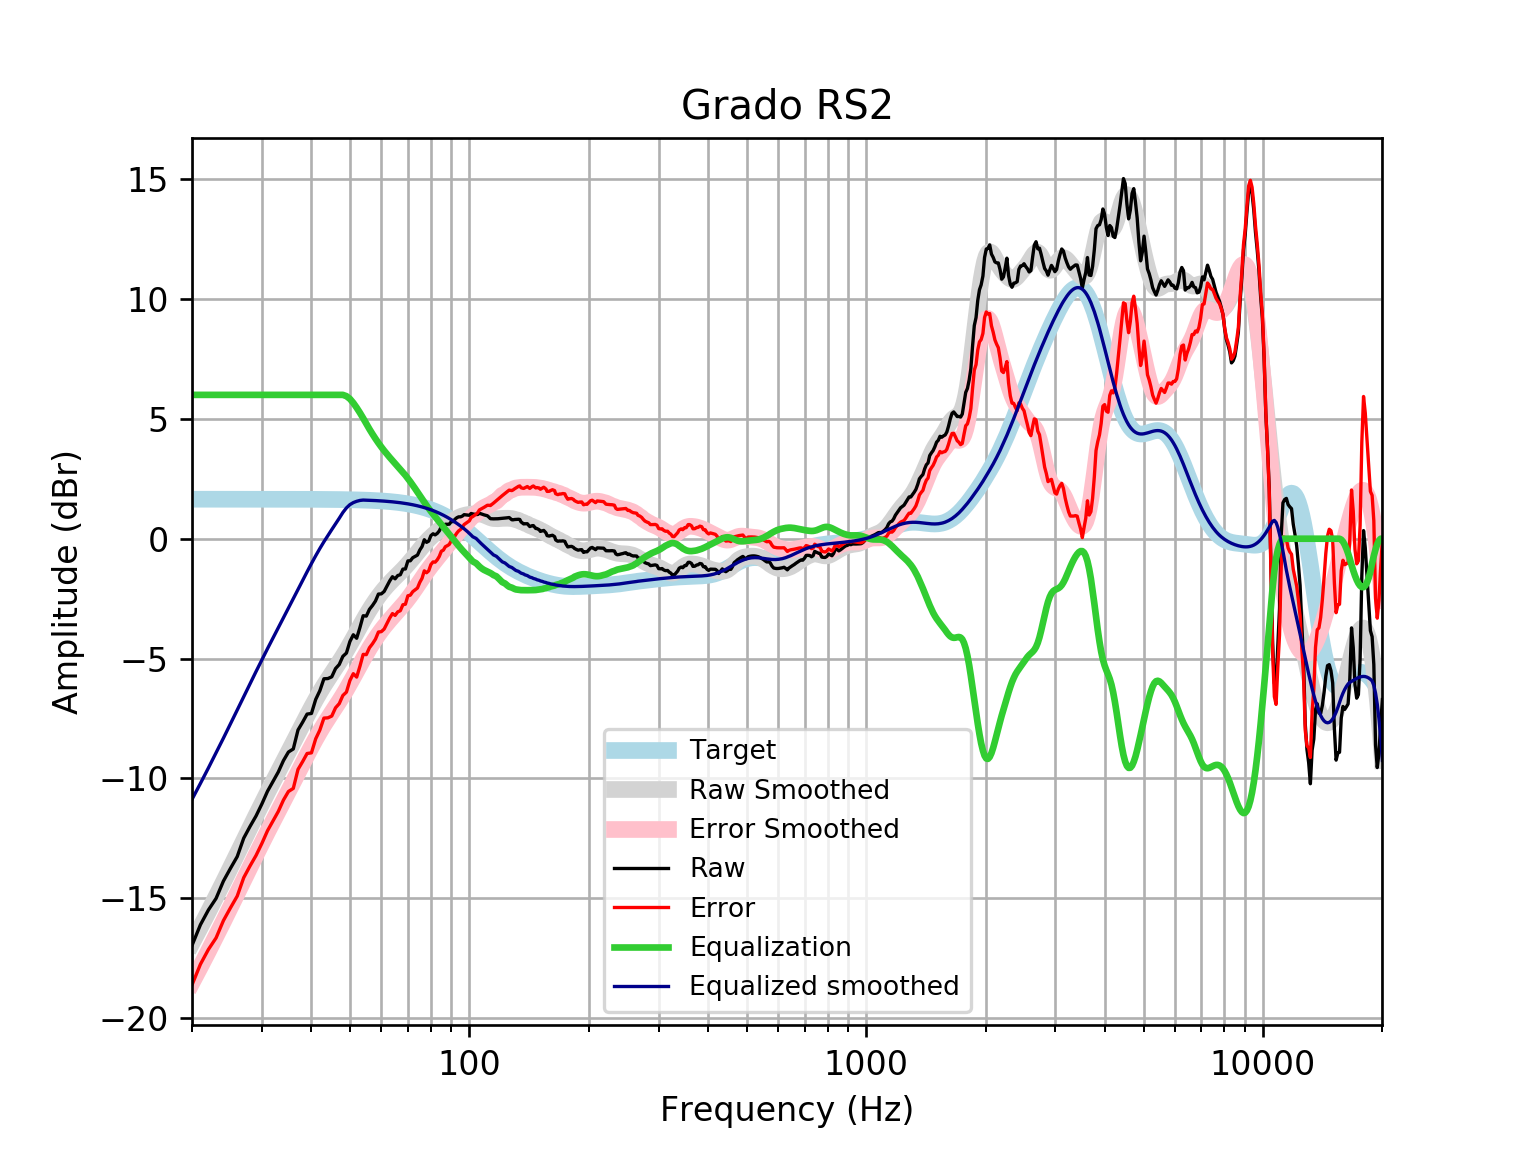 Grado RS2
15
10
5
0
−5
−10
−15
−20
Amplitude (dBr)
Target
Raw Smoothed
Error Smoothed
Raw
Error
Equalization
Equalized smoothed
100 1000 10000
Frequency (Hz)